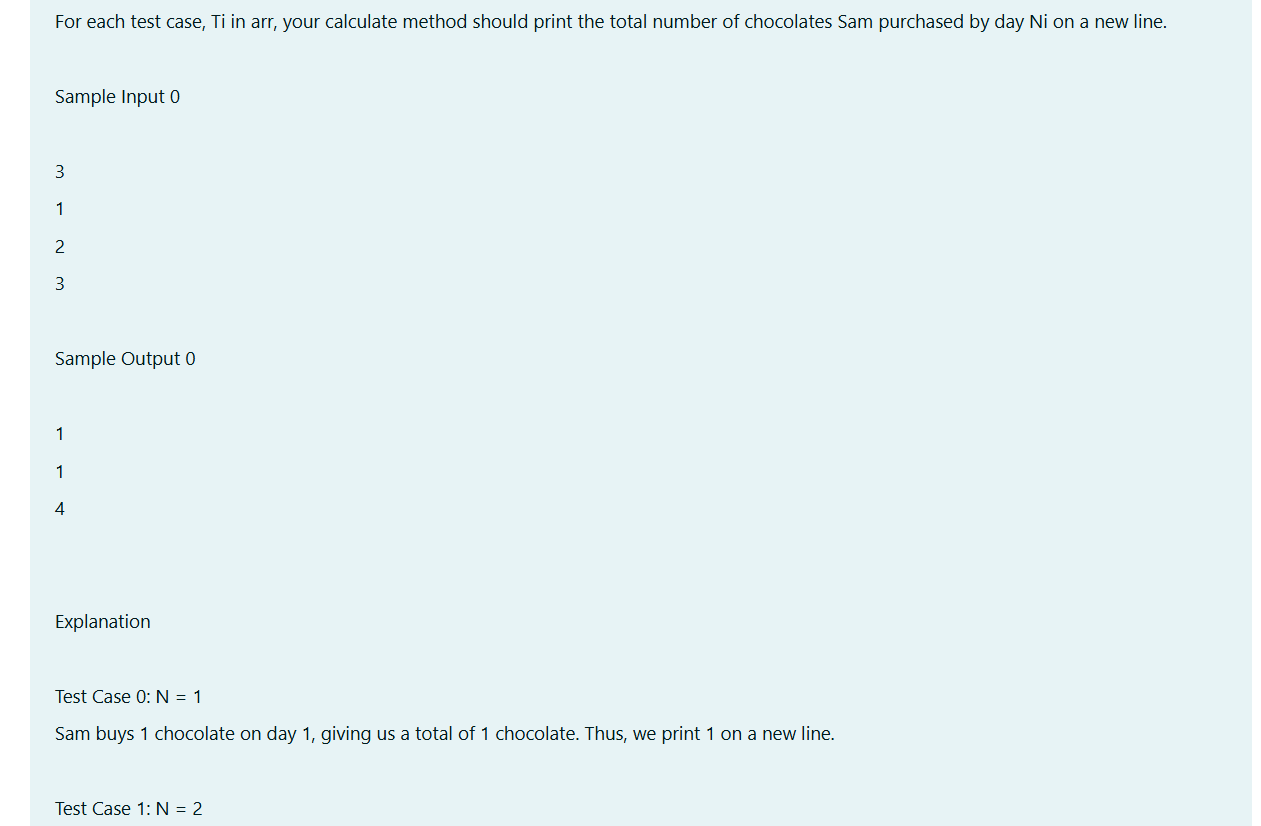 For each test case, Ti in arr, your calculate method should print the total number of chocolates Sam purchased by day Ni on a new line.
Sample Input 0
3
1
2
3
Sample Output 0
1
1
4
Explanation
Test Case 0: N = 1
Sam buys 1 chocolate on day 1, giving us a total of 1 chocolate. Thus, we print 1 on a new line.
Test Case 1: N = 2